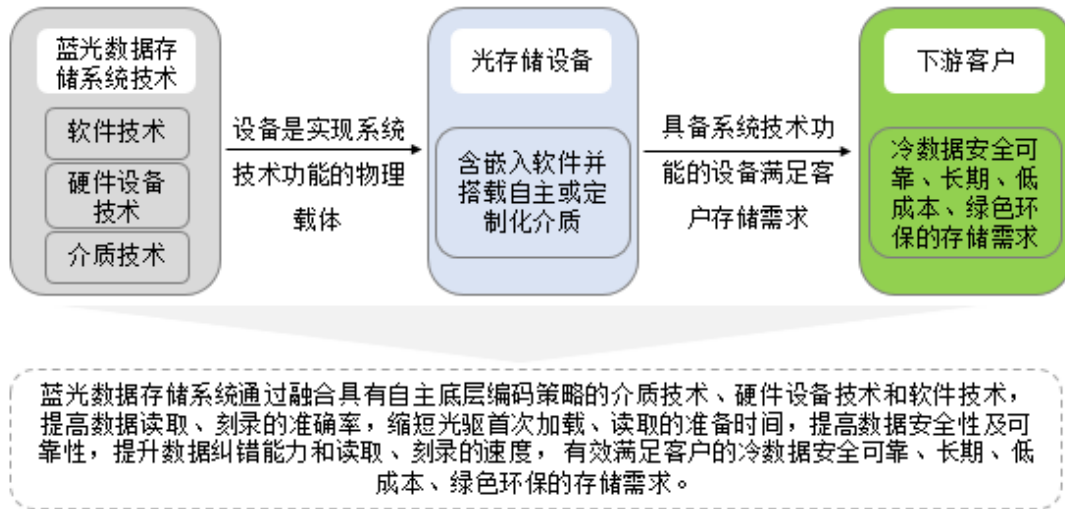 蓝光数据存
储系统技术
软件技术
硬件设备
技术
介质技术
设备是实现系统
技术功能的物理
载体
光存储设备
含嵌入软件并
搭载自主或定
制化介质
具备系统技术功
能的设备满足客
户存储需求
下游客户
冷数据安全可
靠、长期、低
成本、绿色环
保的存储需求
蓝光数据存储系统通过融合具有自主底层编码策略的介质技术、硬件设备技术和软件技术，
提高数据读取、刻录的准确率，缩短光驱首次加载、读取的准备时间，提高数据安全性及可
靠性，提升数据纠错能力和读取、刻录的速度，有效满足客户的冷数据安全可靠、长期、低
成本、绿色环保的存储需求。